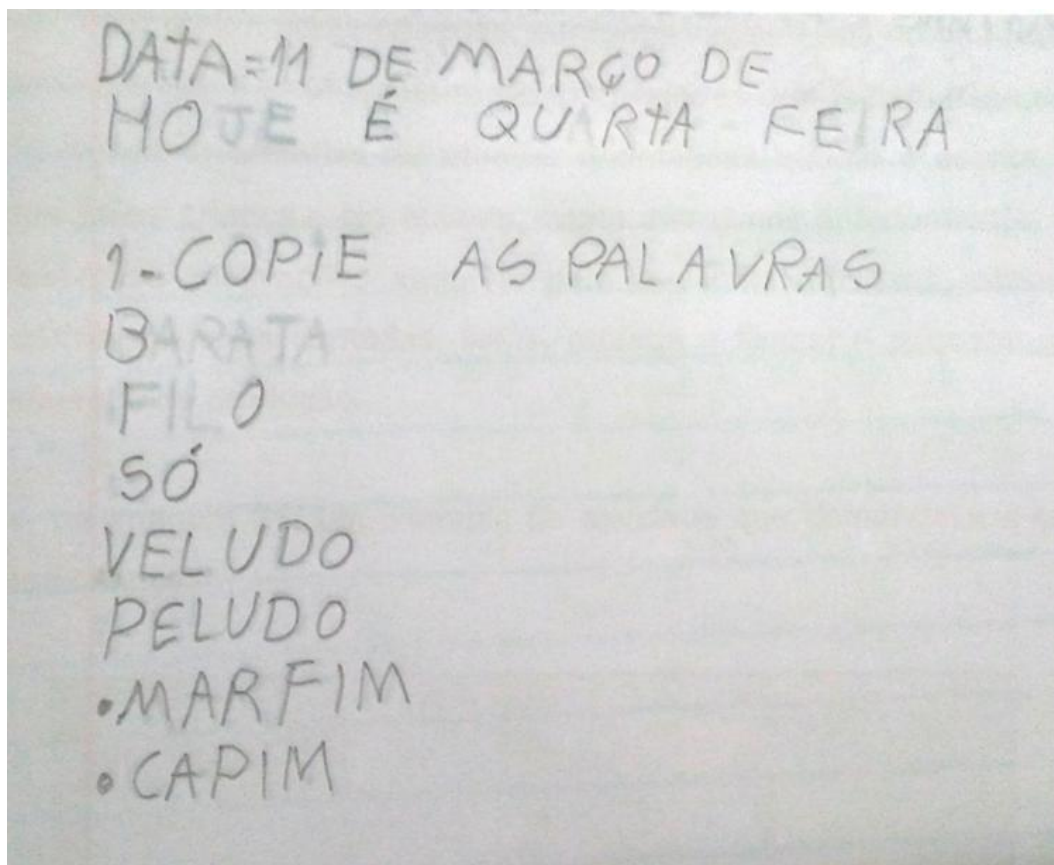 DATA=11 DE MARÇO DE
HOJE É QUARTA FEIRA
1-COPIE AS PALAVRAS
BARATA
FILO
SÓ
VELUDO
PELUDO
•MARFIM
•CAPIM